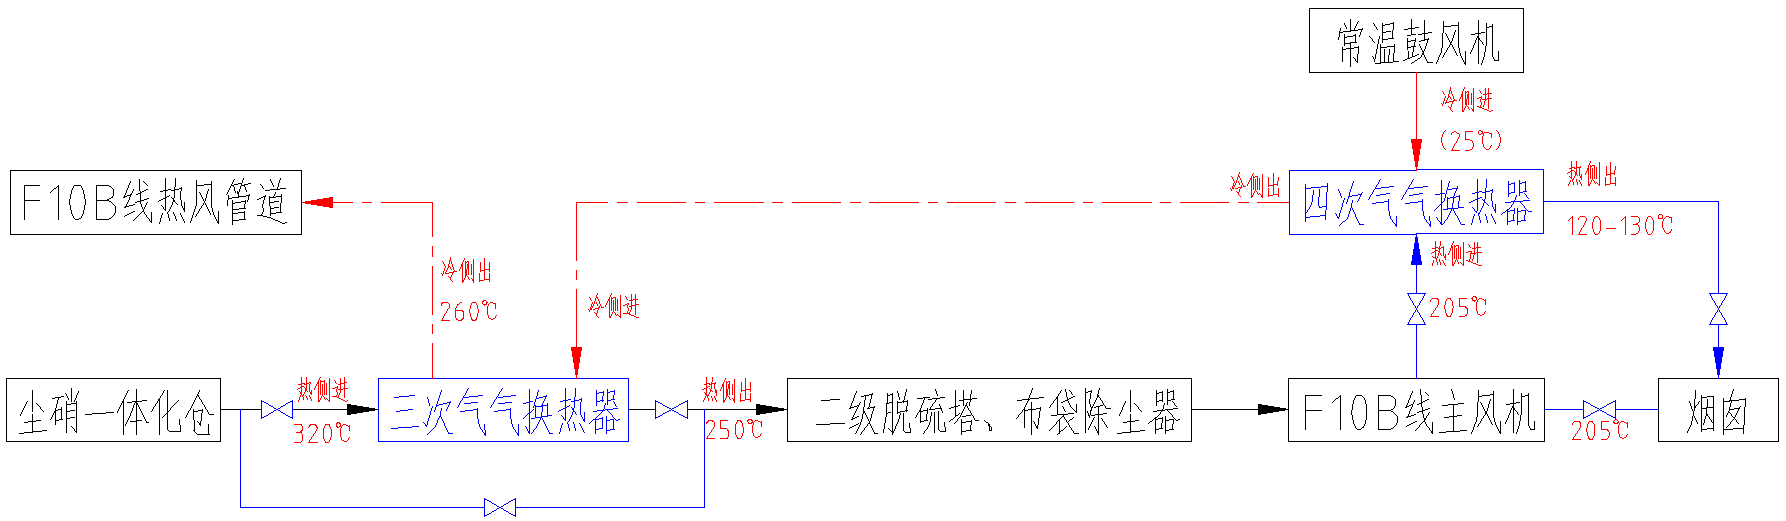 常温鼓风机
冷侧进
(25℃)
F10B线热风管道
冷侧出
四次气气换热器
热侧出
120-130℃
热侧进
205℃
冷侧出
260℃
冷侧进
尘硝一体化仓
热侧进
320℃
三次气气换热器
热侧出
250℃
二级脱硫塔、布袋除尘器
F10B线主风机
205℃
烟囱